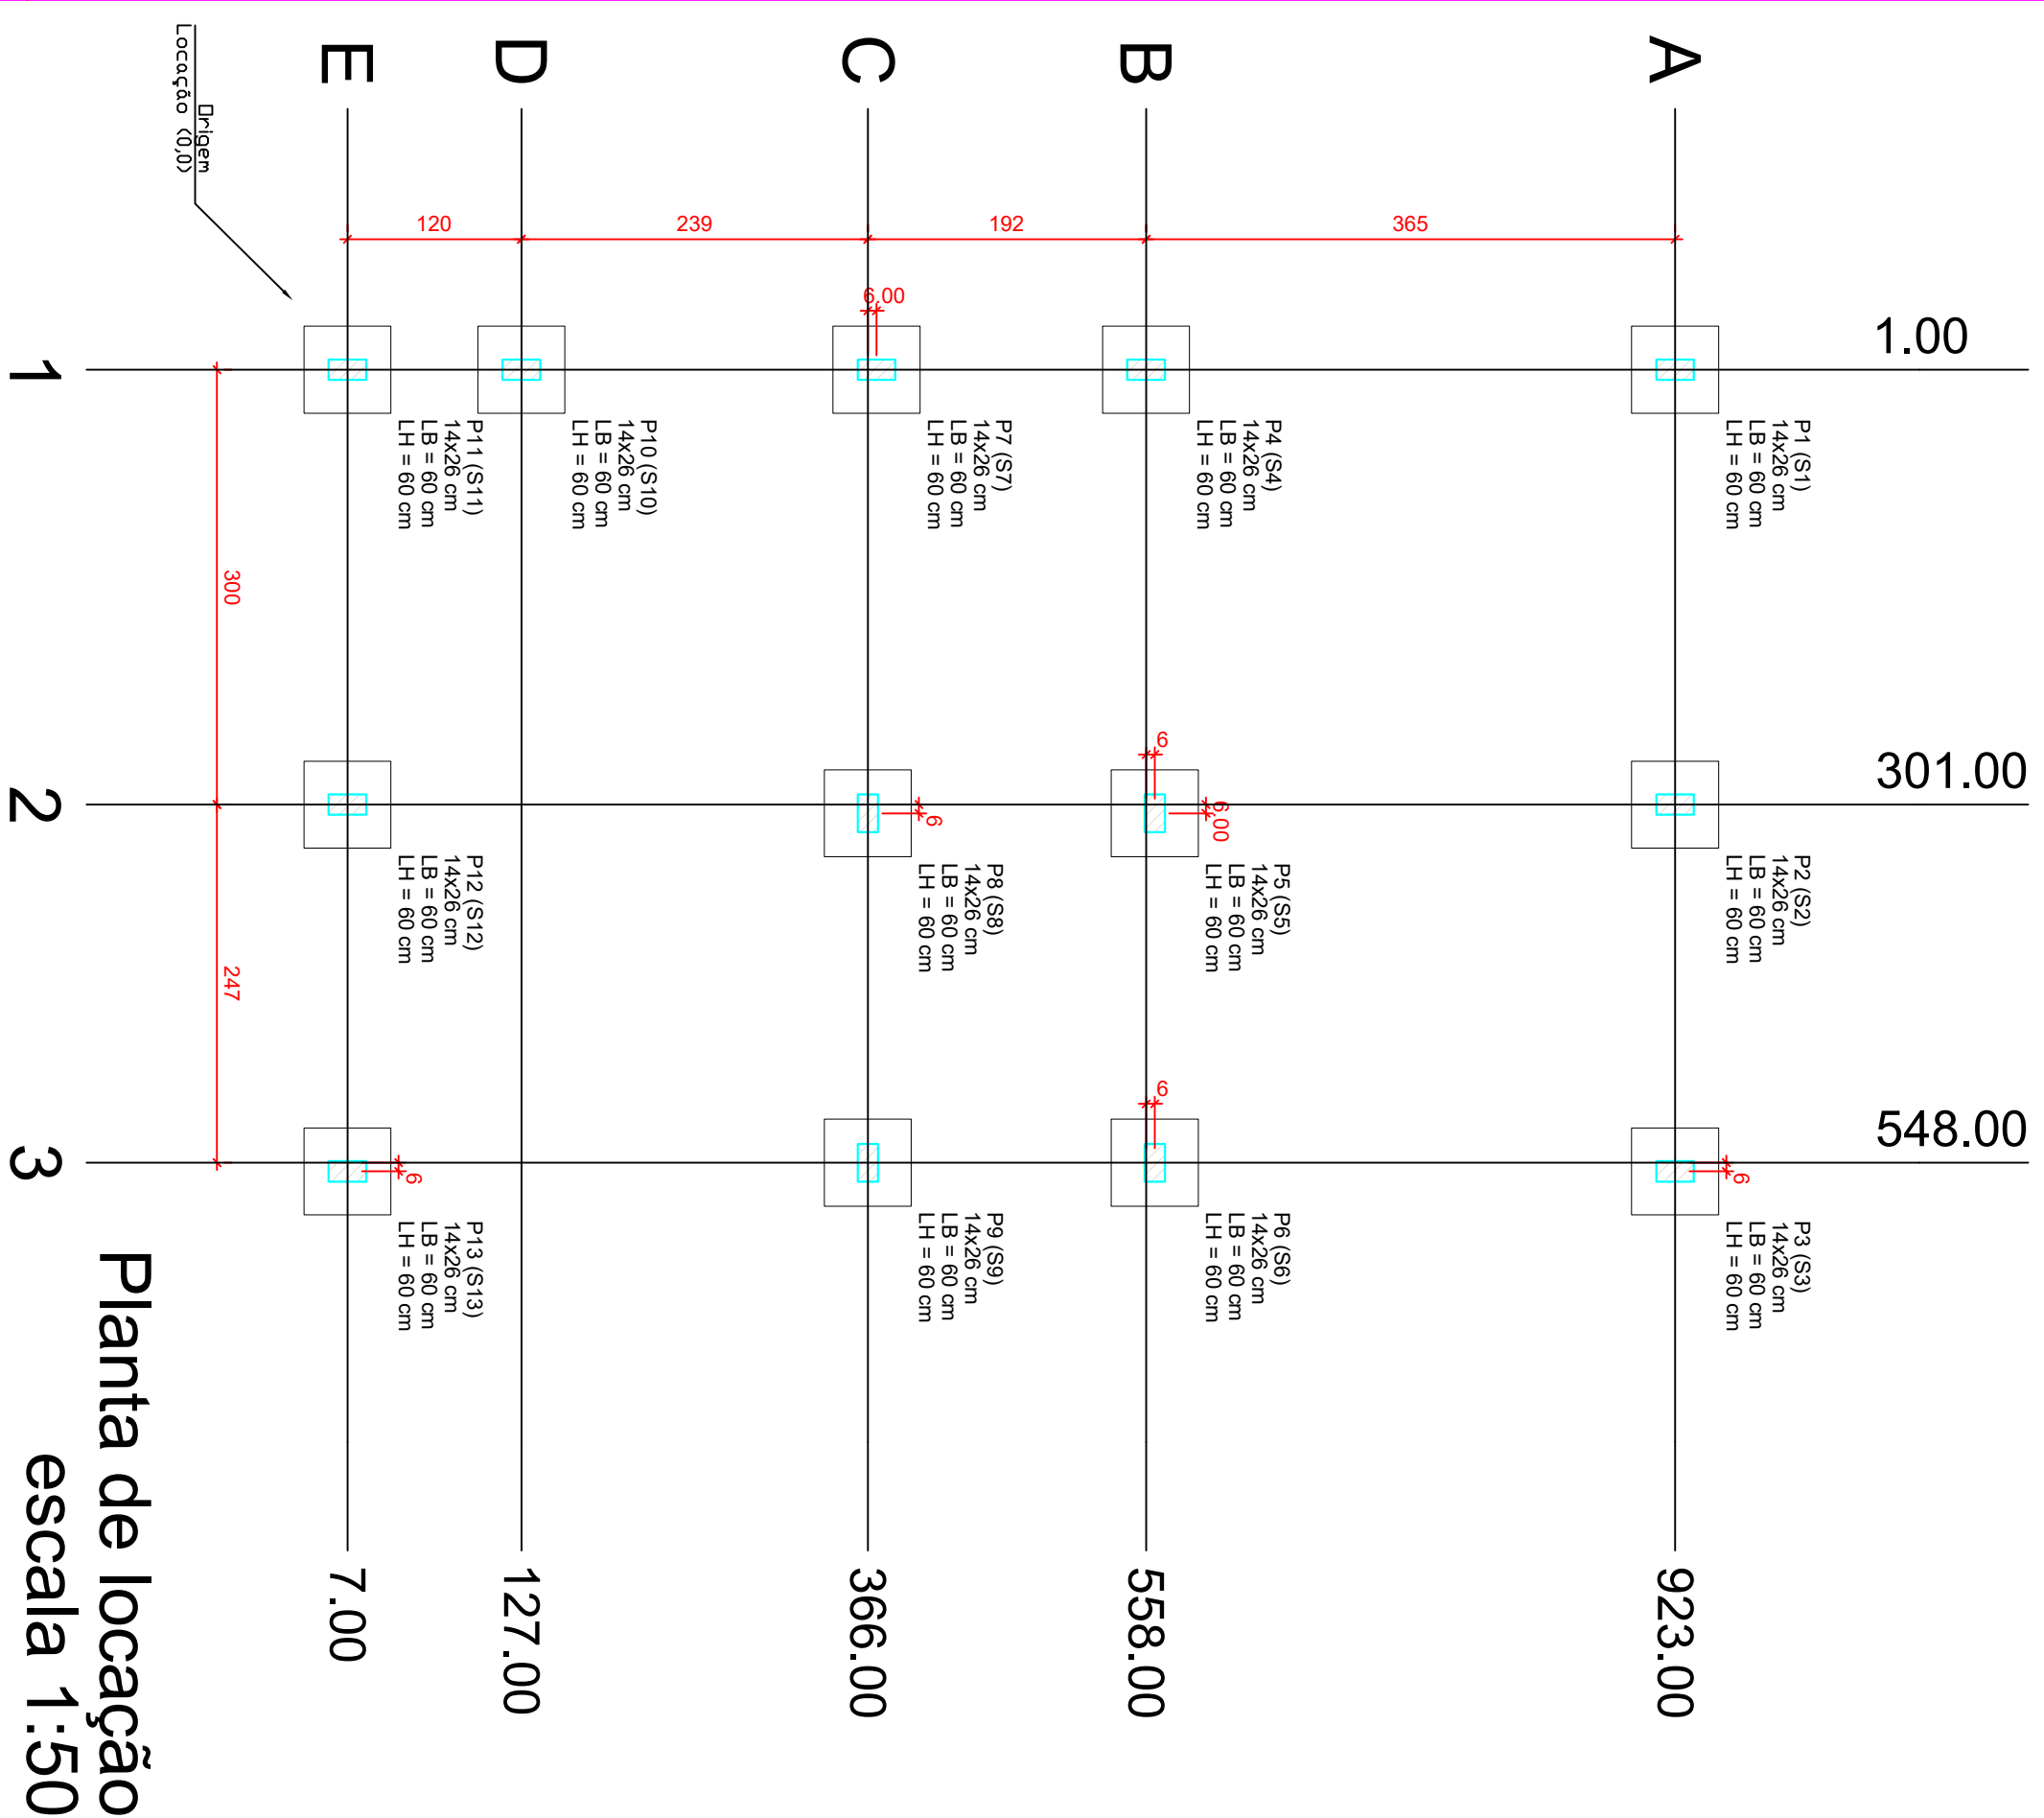 A
B
C
D
E
Origem
Locação (0,0)
365
192
239
120
1.00
301.00
548.00
6.00
P1 (S1)
14x26 cm
LB = 60 cm
LH = 60 cm
P4 (S4)
14x26 cm
LB = 60 cm
LH = 60 cm
P7 (S7)
14x26 cm
LB = 60 cm
LH = 60 cm
P10 (S10)
14x26 cm
LB = 60 cm
LH = 60 cm
P11 (S11)
14x26 cm
LB = 60 cm
LH = 60 cm
1
300
6
6.00
6
P2 (S2)
14x26 cm
LB = 60 cm
LH = 60 cm
P5 (S5)
14x26 cm
LB = 60 cm
LH = 60 cm
P8 (S8)
14x26 cm
LB = 60 cm
LH = 60 cm
P12 (S12)
14x26 cm
LB = 60 cm
LH = 60 cm
2
247
6
6
6
P3 (S3)
14x26 cm
LB = 60 cm
LH = 60 cm
P6 (S6)
14x26 cm
LB = 60 cm
LH = 60 cm
P9 (S9)
14x26 cm
LB = 60 cm
LH = 60 cm
P13 (S13)
14x26 cm
LB = 60 cm
LH = 60 cm
3
923.00
558.00
366.00
127.00
7.00
Planta de locação
escala 1:50